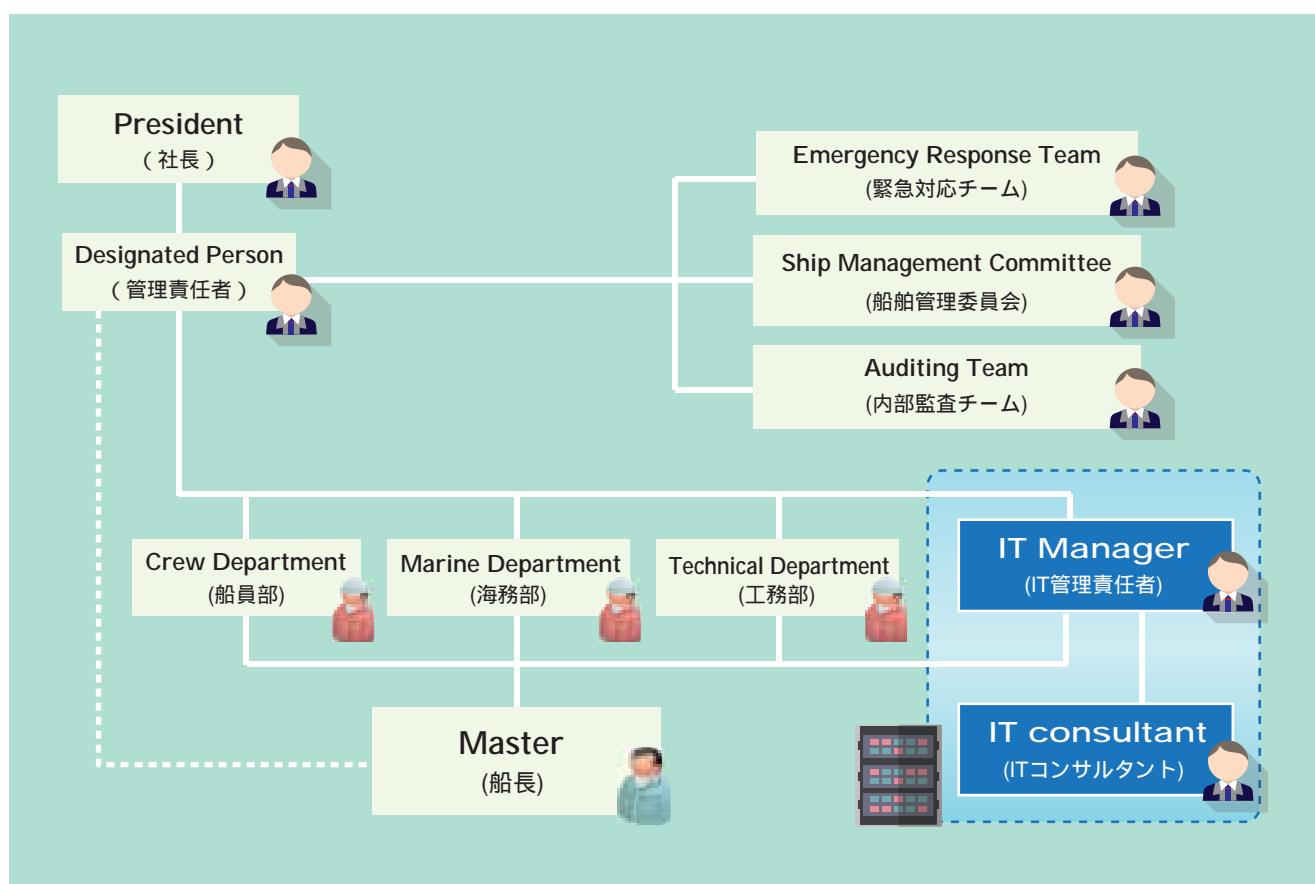 President
( 社長 )
Designated Person
( 管理責任者 )
Emergency Response Team
(緊急対応チーム)
Ship Management Committee
(船舶管理委員会)
Auditing Team
(内部監査チーム)
Crew Department
(船員部)
Marine Department
(海務部)
Technical Department
(工務部)
IT Manager
(IT管理責任者)
Master
(船長)
IT consultant
(ITコンサルタント)